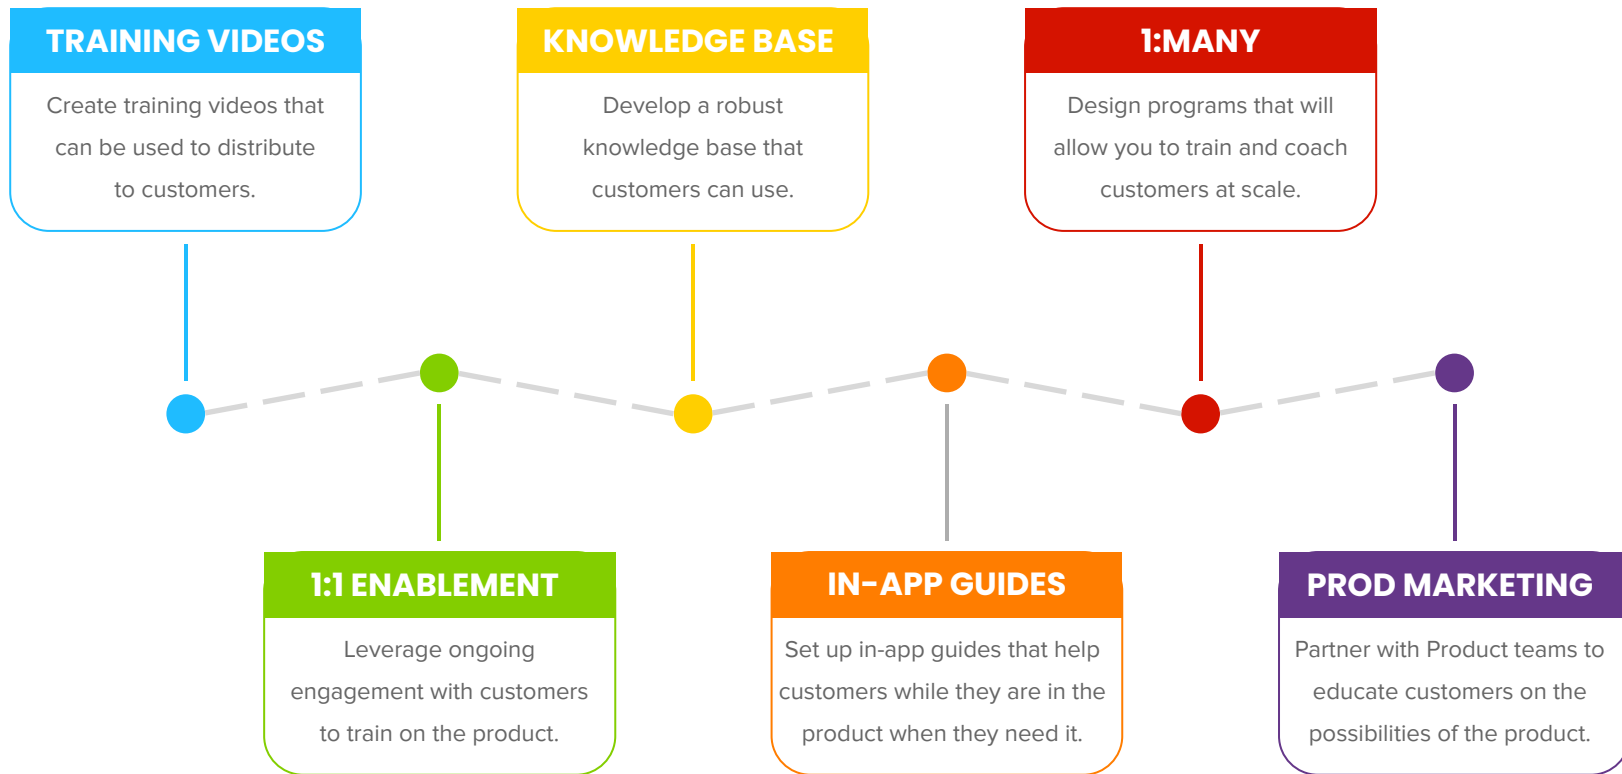 TRAINING VIDEOS
Create training videos that
can be used to distribute
to customers.
KNOWLEDGE BASE
Develop a robust
knowledge base that
customers can use.
1:MANY
Design programs that will
allow you to train and coach
customers at scale.
1:1 ENABLEMENT
Leverage ongoing
engagement with customers
to train on the product.
IN-APP GUIDES
Set up in-app guides that help
customers while they are in the
product when they need it.
PROD MARKETING
Partner with Product teams to
educate customers on the
possibilities of the product.